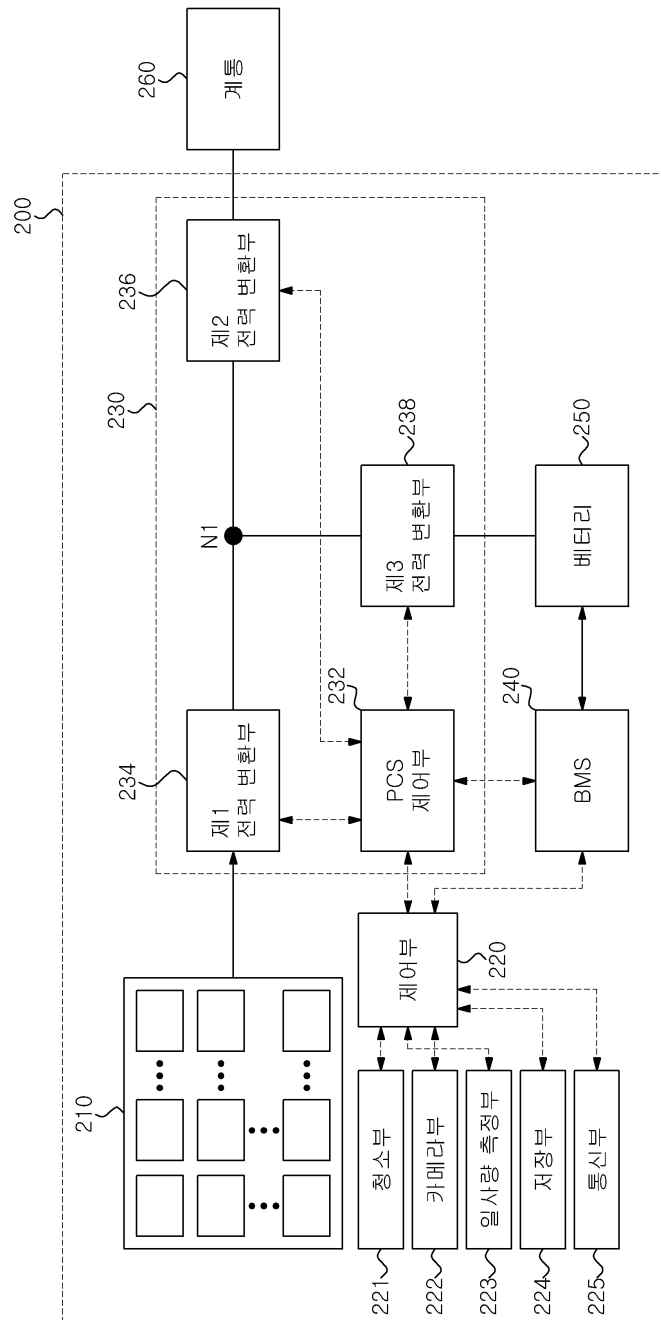 200
210
230
234
제1
전력 변환부
N1
236
제2
전력 변환부
260
계통
221
청소부
222
카메라부
223
일사량 측정부
224
저장부
225
통신부
제어부
220
232
PCS
제어부
238
제3
전력 변환부
240
BMS
250
베터리